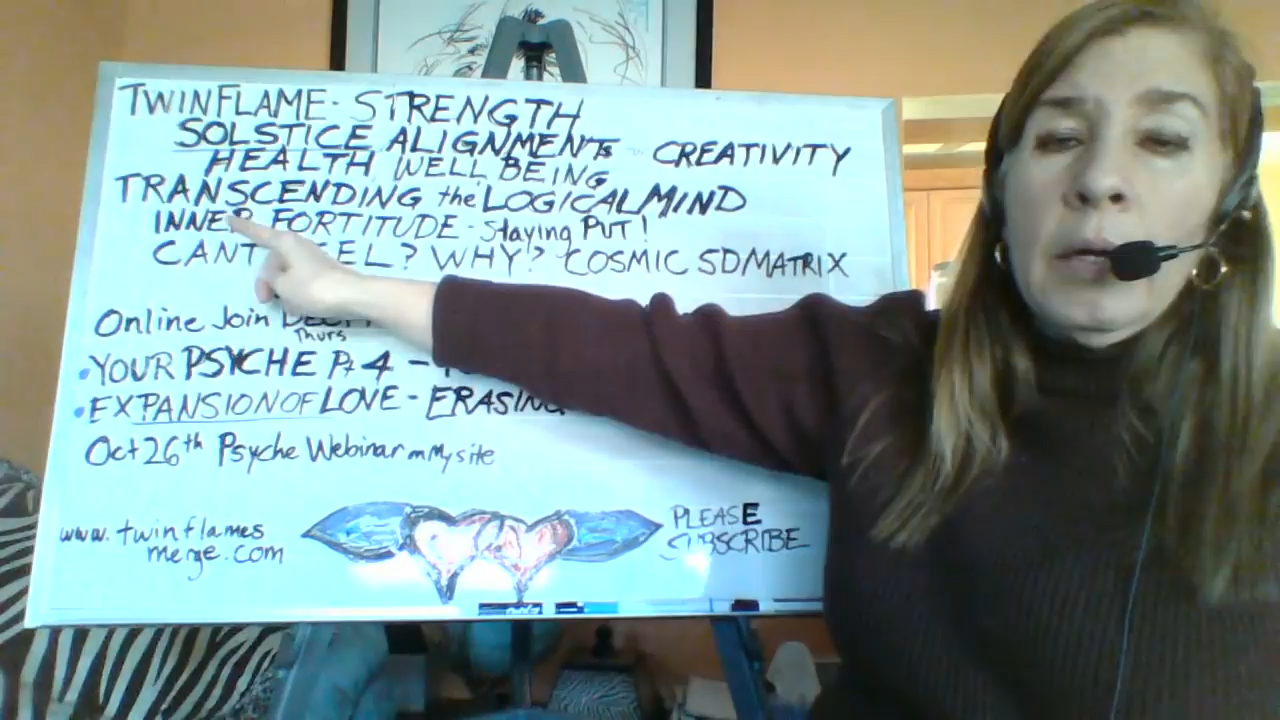 TWINFLAME - STRENGTH
SOLSTICE ALIGNMENTs - CREATIVITY
HEALTH WELL BEING
TRANSCENDING the LOGICAL MIND
INNER FORTITUDE - Staying PUT!
CANT EL? WHY? COSMIC 5D MATRIX
Online Join
Thurs
• YOUR PSYCHE Pt 4 -
• EXPANSION OF LOVE - ERASING
Oct 26th Psyche Webinar on My site
www.twinflames
merge.com
PLEASE
SUBSCRIBE